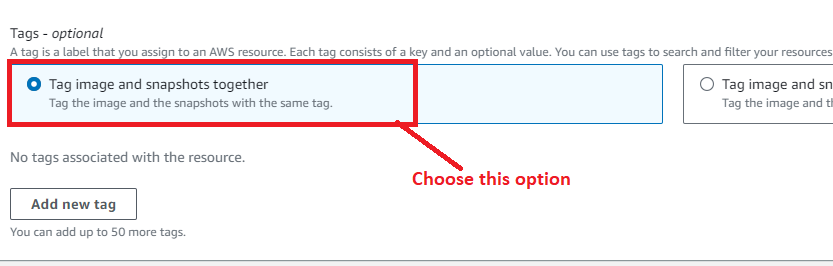 Tags - optional
A tag is a label that you assign to an AWS resource. Each tag consists of a key and an optional value. You can use tags to search and filter your resources
Tag image and snapshots together
Tag the image and the snapshots with the same tag.
Tag image and sn
Tag the image and th
No tags associated with the resource.
Choose this option
Add new tag
You can add up to 50 more tags.